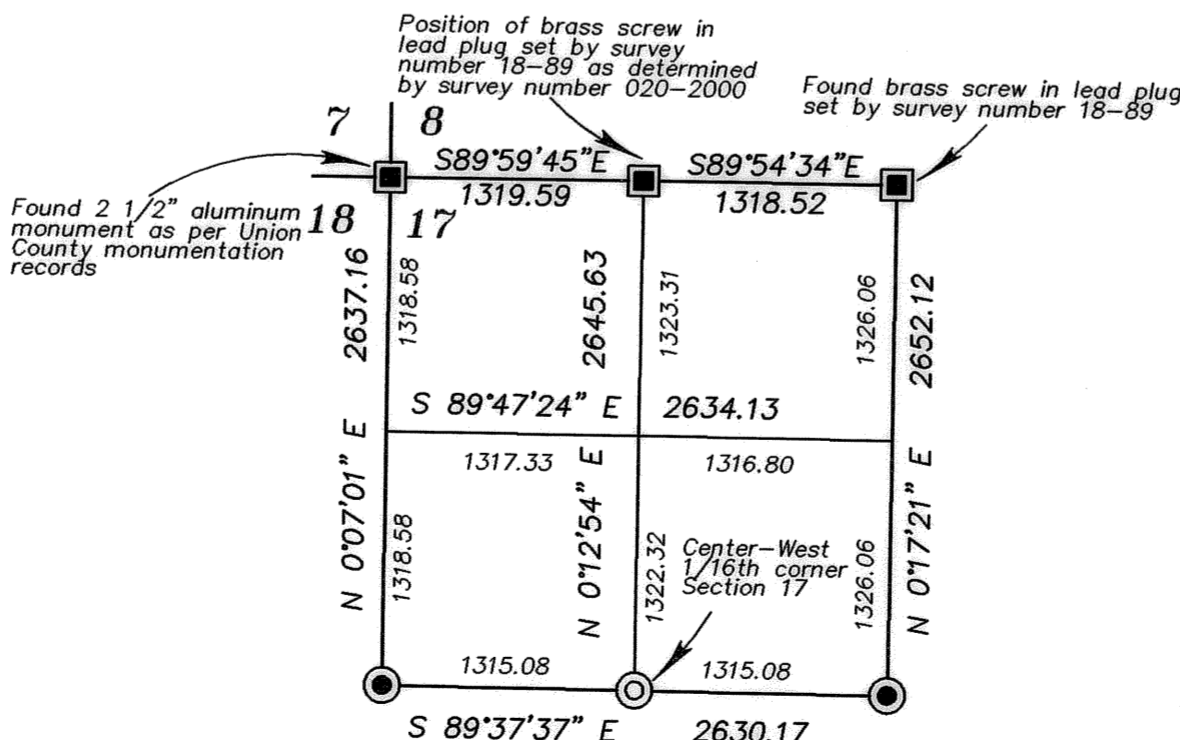 Position of brass screw in
lead plug set by survey
number 18-89 as determined
by survey number 020-2000
Found brass screw in lead plug
set by survey number 18-89
7
8
S89°59'45"E
S89°54'34"E
1319.59
1318.52
Found 2 1/2" aluminum
monument as per Union
County monumentation
records
18
17
2637.16
1318.58
2645.63
1323.31
1326.06
2652.12
S 89°47'24" E
2634.13
1317.33
1316.80
N 0°07'01" E
1318.58
N 0°12'54" E
1322.32
Center-West
1/16th corner
Section 17
1326.06
N 0°17'21" E
1315.08
1315.08
S 89°37'37" E
2630.17